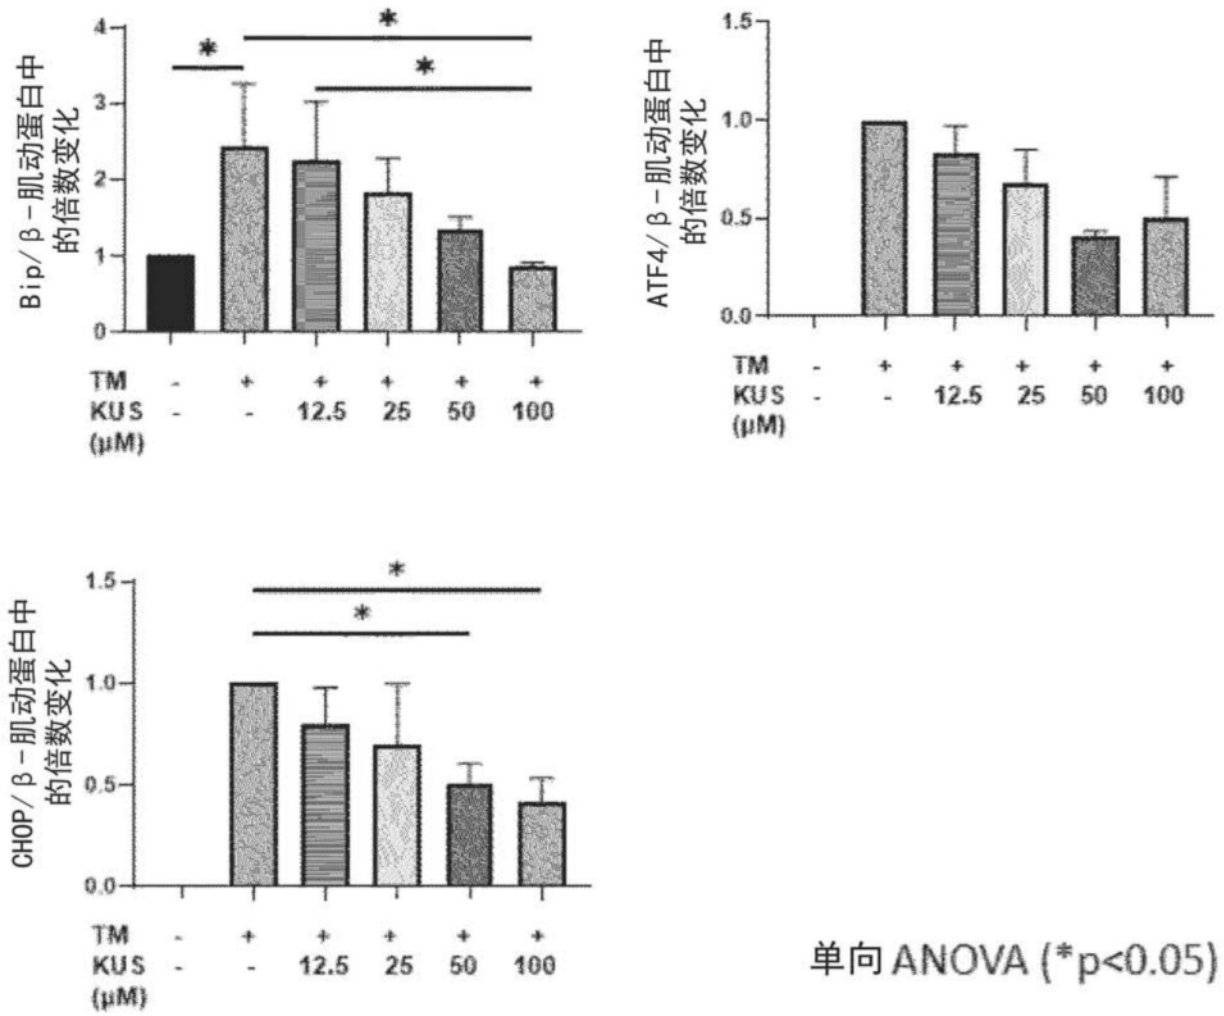 Bip/β-肌动蛋白中
的倍数变化
4
3
2
1
0
*
*
*
TM - + + + + +
KUS - - 12.5 25 50 100
(μM)
ATF4/β-肌动蛋白中
的倍数变化
1.5
1.0
0.5
0.0
TM - + + + + +
KUS - - 12.5 25 50 100
(μM)
CHOP/β-肌动蛋白中
的倍数变化
1.5
1.0
0.5
0.0
*
*
TM - + + + + +
KUS - - 12.5 25 50 100
(μM)
单向 ANOVA (*p<0.05)